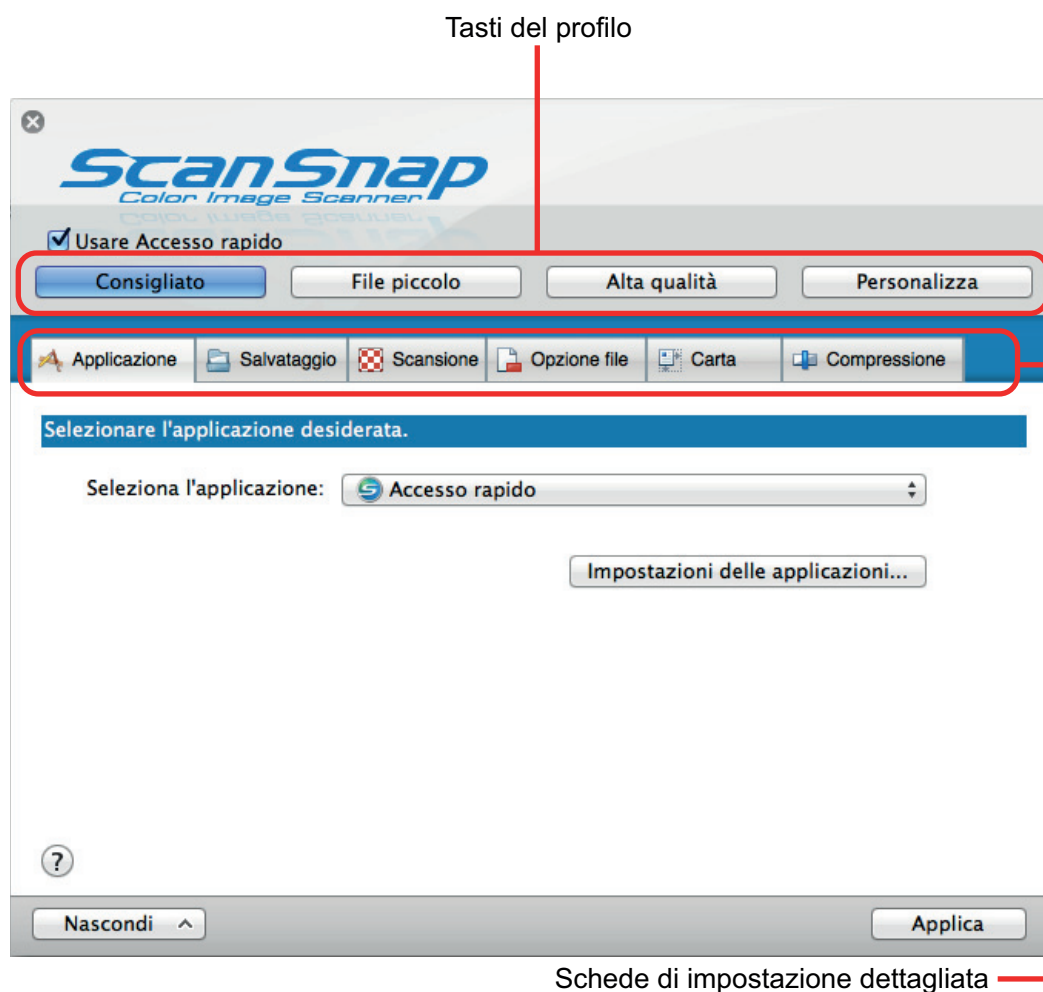 Tasti del profilo
ScanSnap
Color Image Scanner
Usare Accesso rapido
Consigliato File piccolo Alta qualità Personalizza
Applicazione Salvataggio Scansione Opzione file Carta Compressione
Selezionare l'applicazione desiderata.
Seleziona l'applicazione: Accesso rapido
Impostazioni delle applicazioni...
?
Nascondi Applica
Schede di impostazione dettagliata